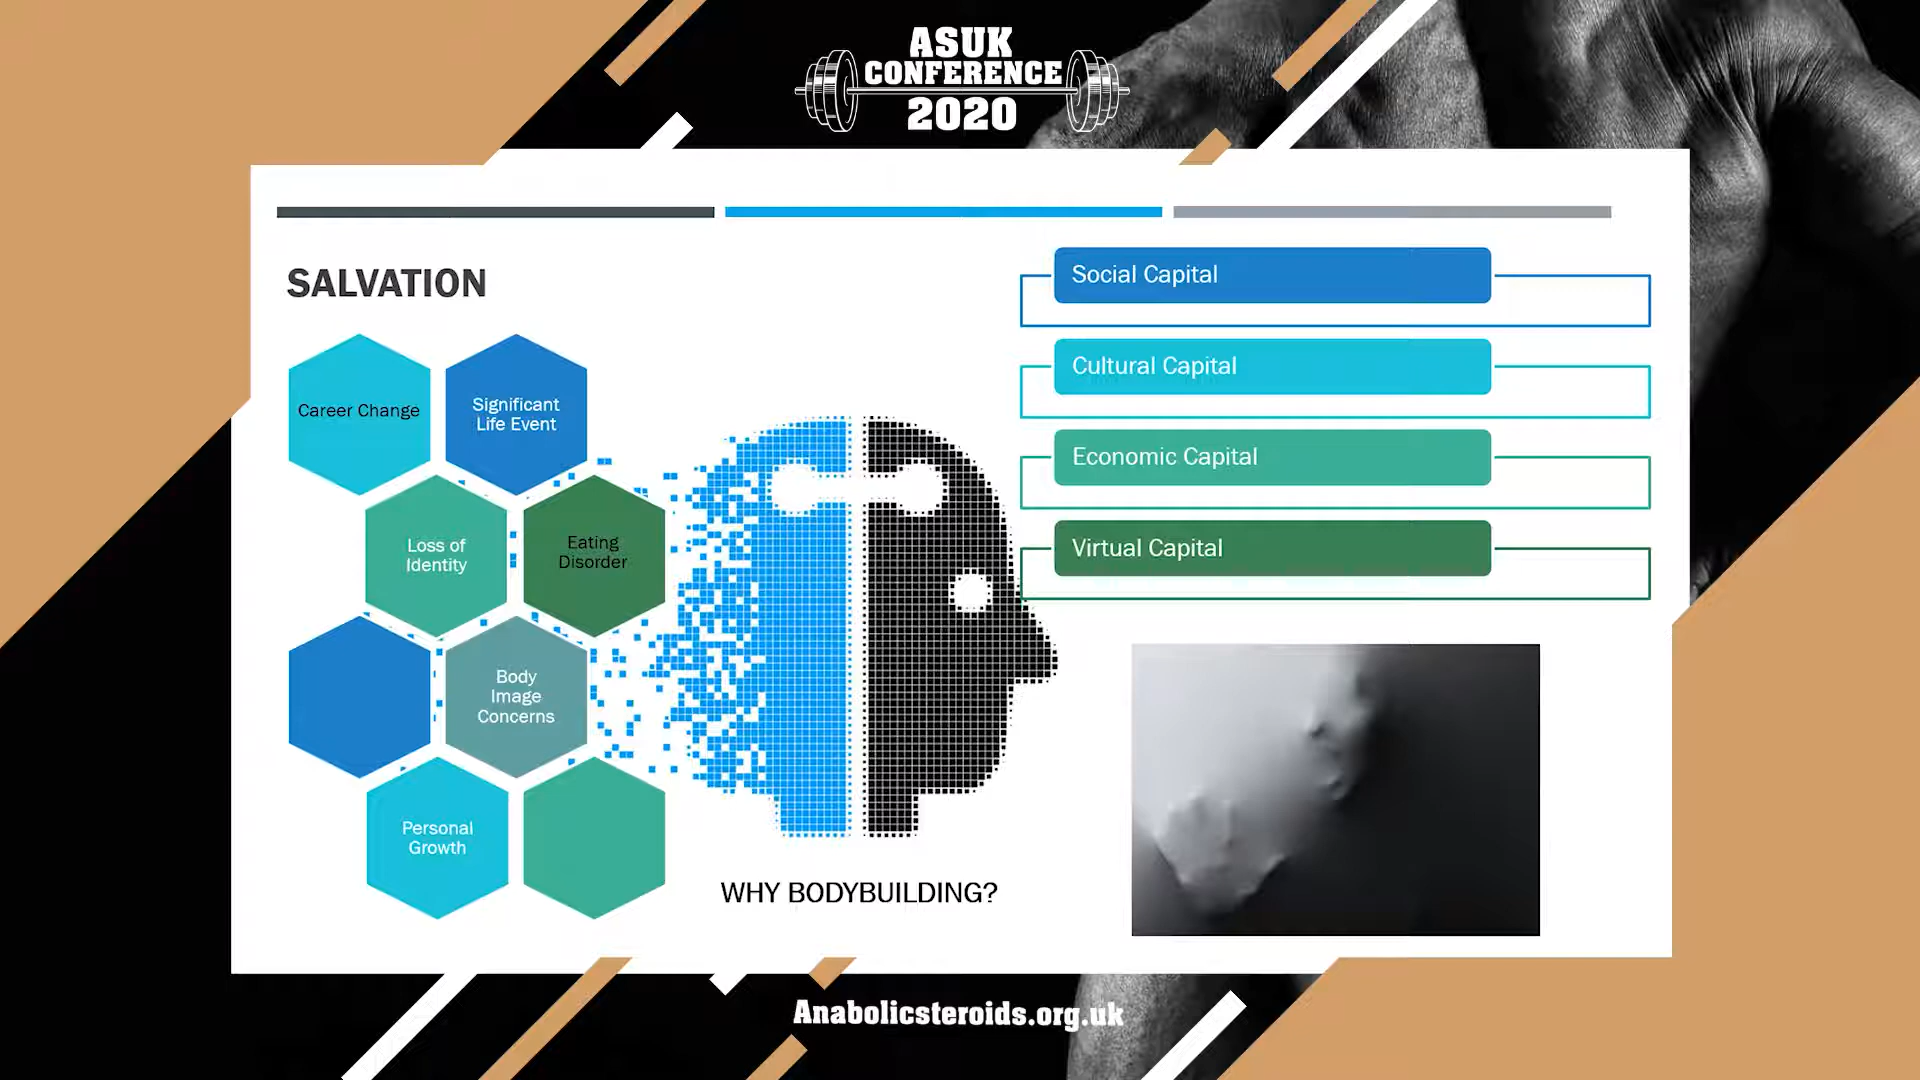 ASUK
CONFERENCE
2020
SALVATION
Career Change
Significant
Life Event
Loss of
Identity
Eating
Disorder
Body
Image
Concerns
Personal
Growth
WHY BODYBUILDING?
Social Capital
Cultural Capital
Economic Capital
Virtual Capital
Anabolicsteroids.org.uk